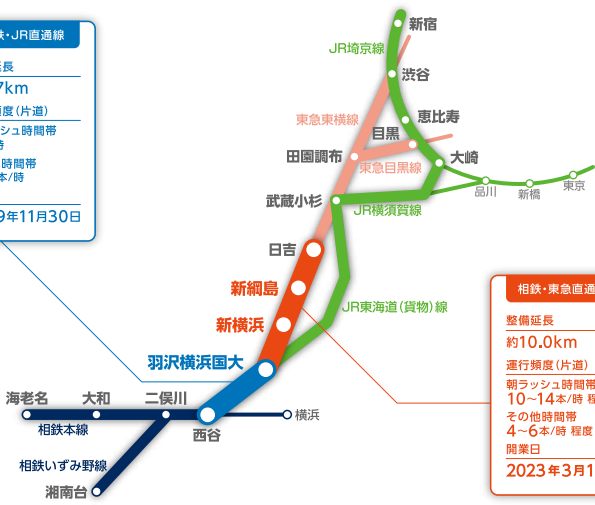 鉄・JR直通線
延長
7km
頻度（片道）
ッシュ時間帯
時
時間帯
本/時
9年11月30日
新宿
JR埼京線
渋谷
恵比寿
東急東横線
目黒
田園調布
大崎
東急目黒線
品川
新橋
東京
武蔵小杉
JR横須賀線
日吉
新綱島
JR東海道（貨物）線
新横浜
羽沢横浜国大
海老名
大和
二俣川
西谷
横浜
相鉄本線
相鉄いずみ野線
湘南台
相鉄・東急直通
整備延長
約10.0km
運行頻度（片道）
朝ラッシュ時間帯
10～14本/時 程
その他時間帯
4～6本/時 程度
開業日
2023年3月1